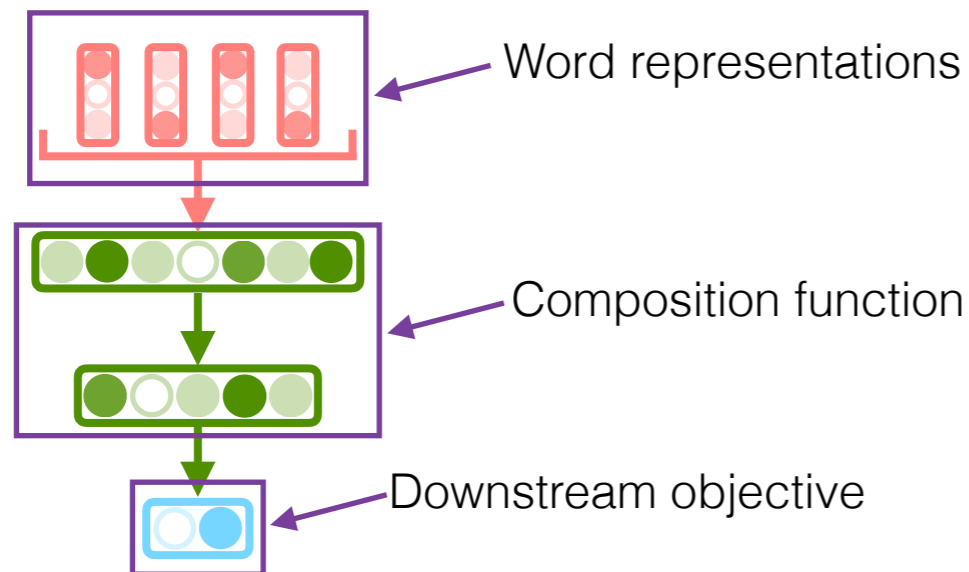 Word representations
Composition function
Downstream objective